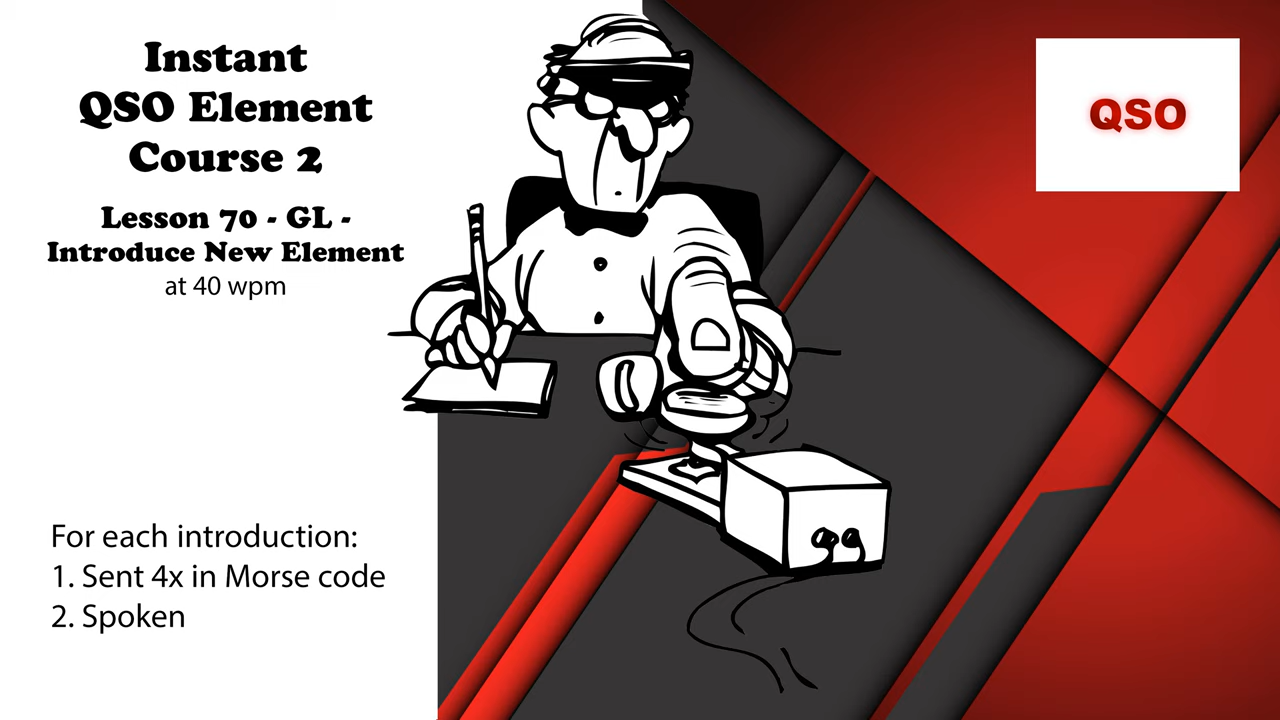 Instant
QSO Element
Course 2
Lesson 70 - GL -
Introduce New Element
at 40 wpm
QSO
For each introduction:
1. Sent 4x in Morse code
2. Spoken